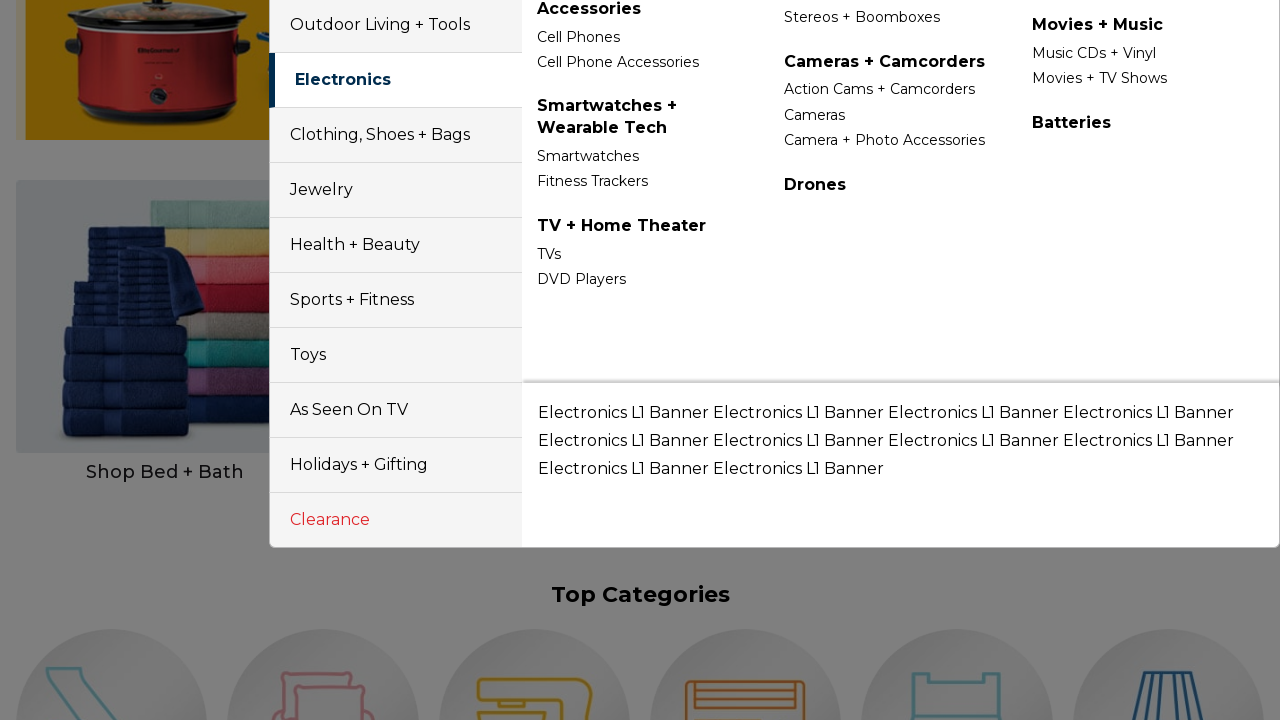 Outdoor Living + Tools
Electronics
Clothing, Shoes + Bags
Jewelry
Health + Beauty
Sports + Fitness
Toys
As Seen On TV
Holidays + Gifting
Clearance
Accessories
Cell Phones
Cell Phone Accessories
Smartwatches +
Wearable Tech
Smartwatches
Fitness Trackers
TV + Home Theater
TVs
DVD Players
Stereos + Boomboxes
Cameras + Camcorders
Action Cams + Camcorders
Cameras
Camera + Photo Accessories
Drones
Movies + Music
Music CDs + Vinyl
Movies + TV Shows
Batteries
Electronics L1 Banner Electronics L1 Banner Electronics L1 Banner Electronics L1 Banner
Electronics L1 Banner Electronics L1 Banner Electronics L1 Banner Electronics L1 Banner
Electronics L1 Banner Electronics L1 Banner
Shop Bed + Bath
Top Categories